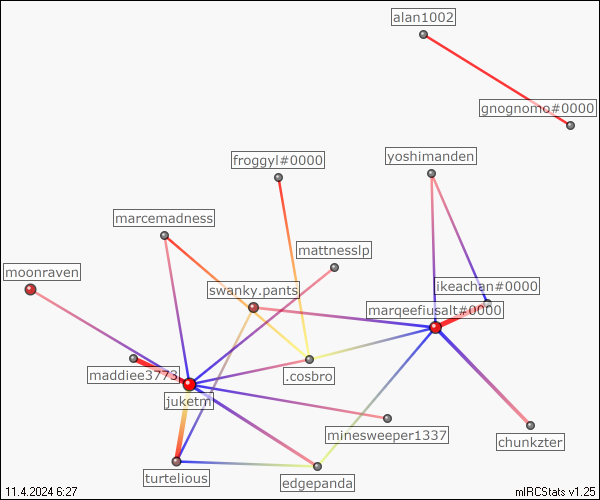 alan1002
gnognomo#0000
froggyl#0000
yoshimanden
marcemadness
mattnesslp
moonraven
swanky.pants
ikeachan#0000
marqeefiusalt#0000
maddiee3773
.cosbro
juketm
minesweeper1337
chunkzter
turtelious
edgepanda
11.4.2024 6:27
mIRCStats v1.25